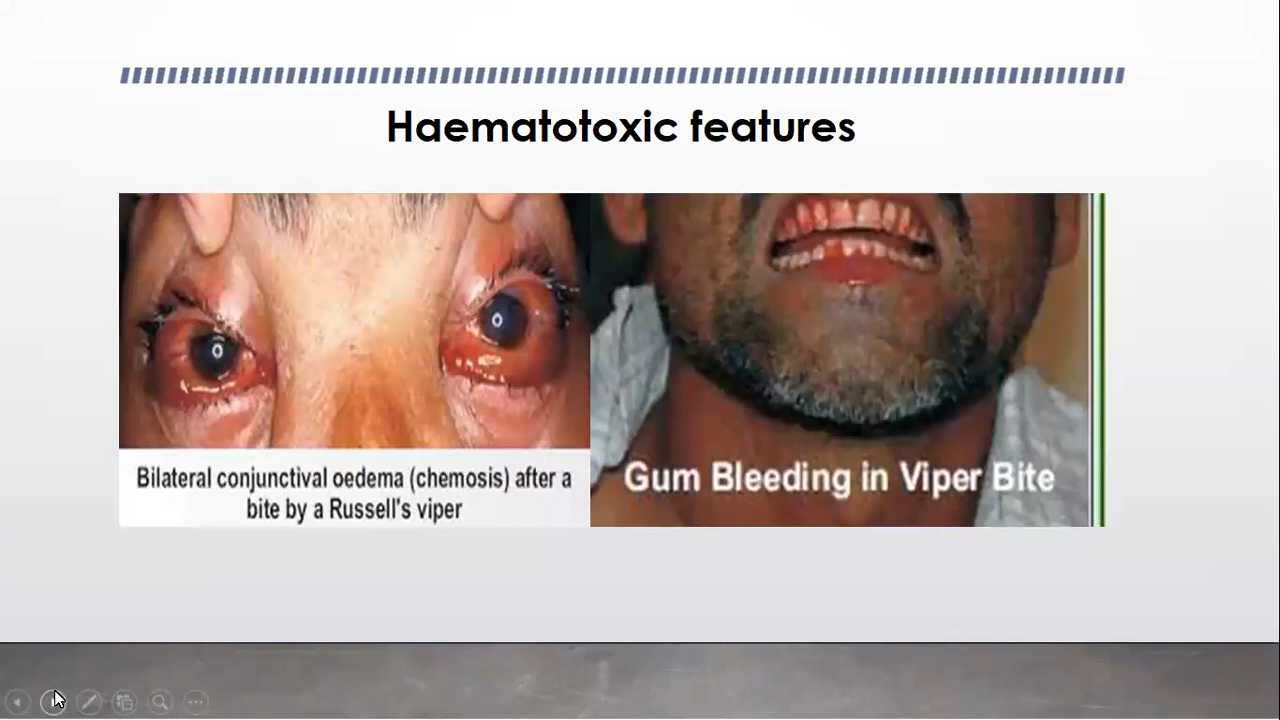 Haematotoxic features
Bilateral conjunctival oedema (chemosis) after a
bite by a Russell's viper
Gum Bleeding in Viper Bite